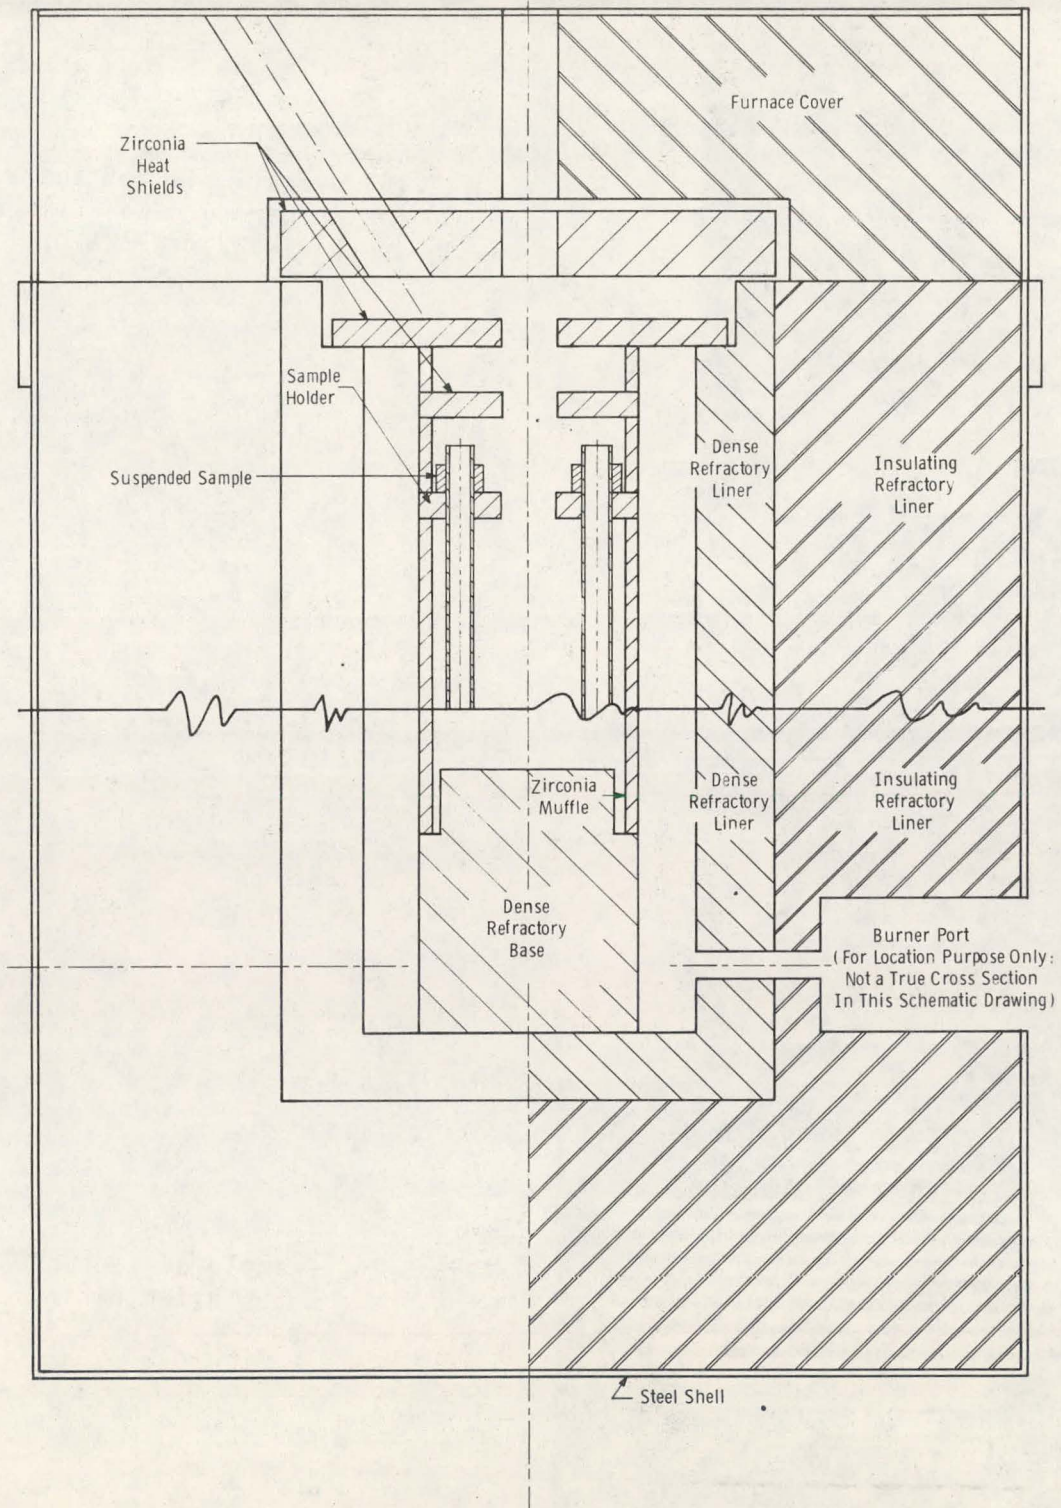 Furnace Cover
Zirconia
Heat
Shields
Sample
Holder
Suspended Sample
Dense
Refractory
Liner
Insulating
Refractory
Liner
Zirconia
Muffle
Dense
Refractory
Liner
Insulating
Refractory
Liner
Dense
Refractory
Base
Burner Port
(For Location Purpose Only:
Not a True Cross Section
In This Schematic Drawing)
Steel Shell